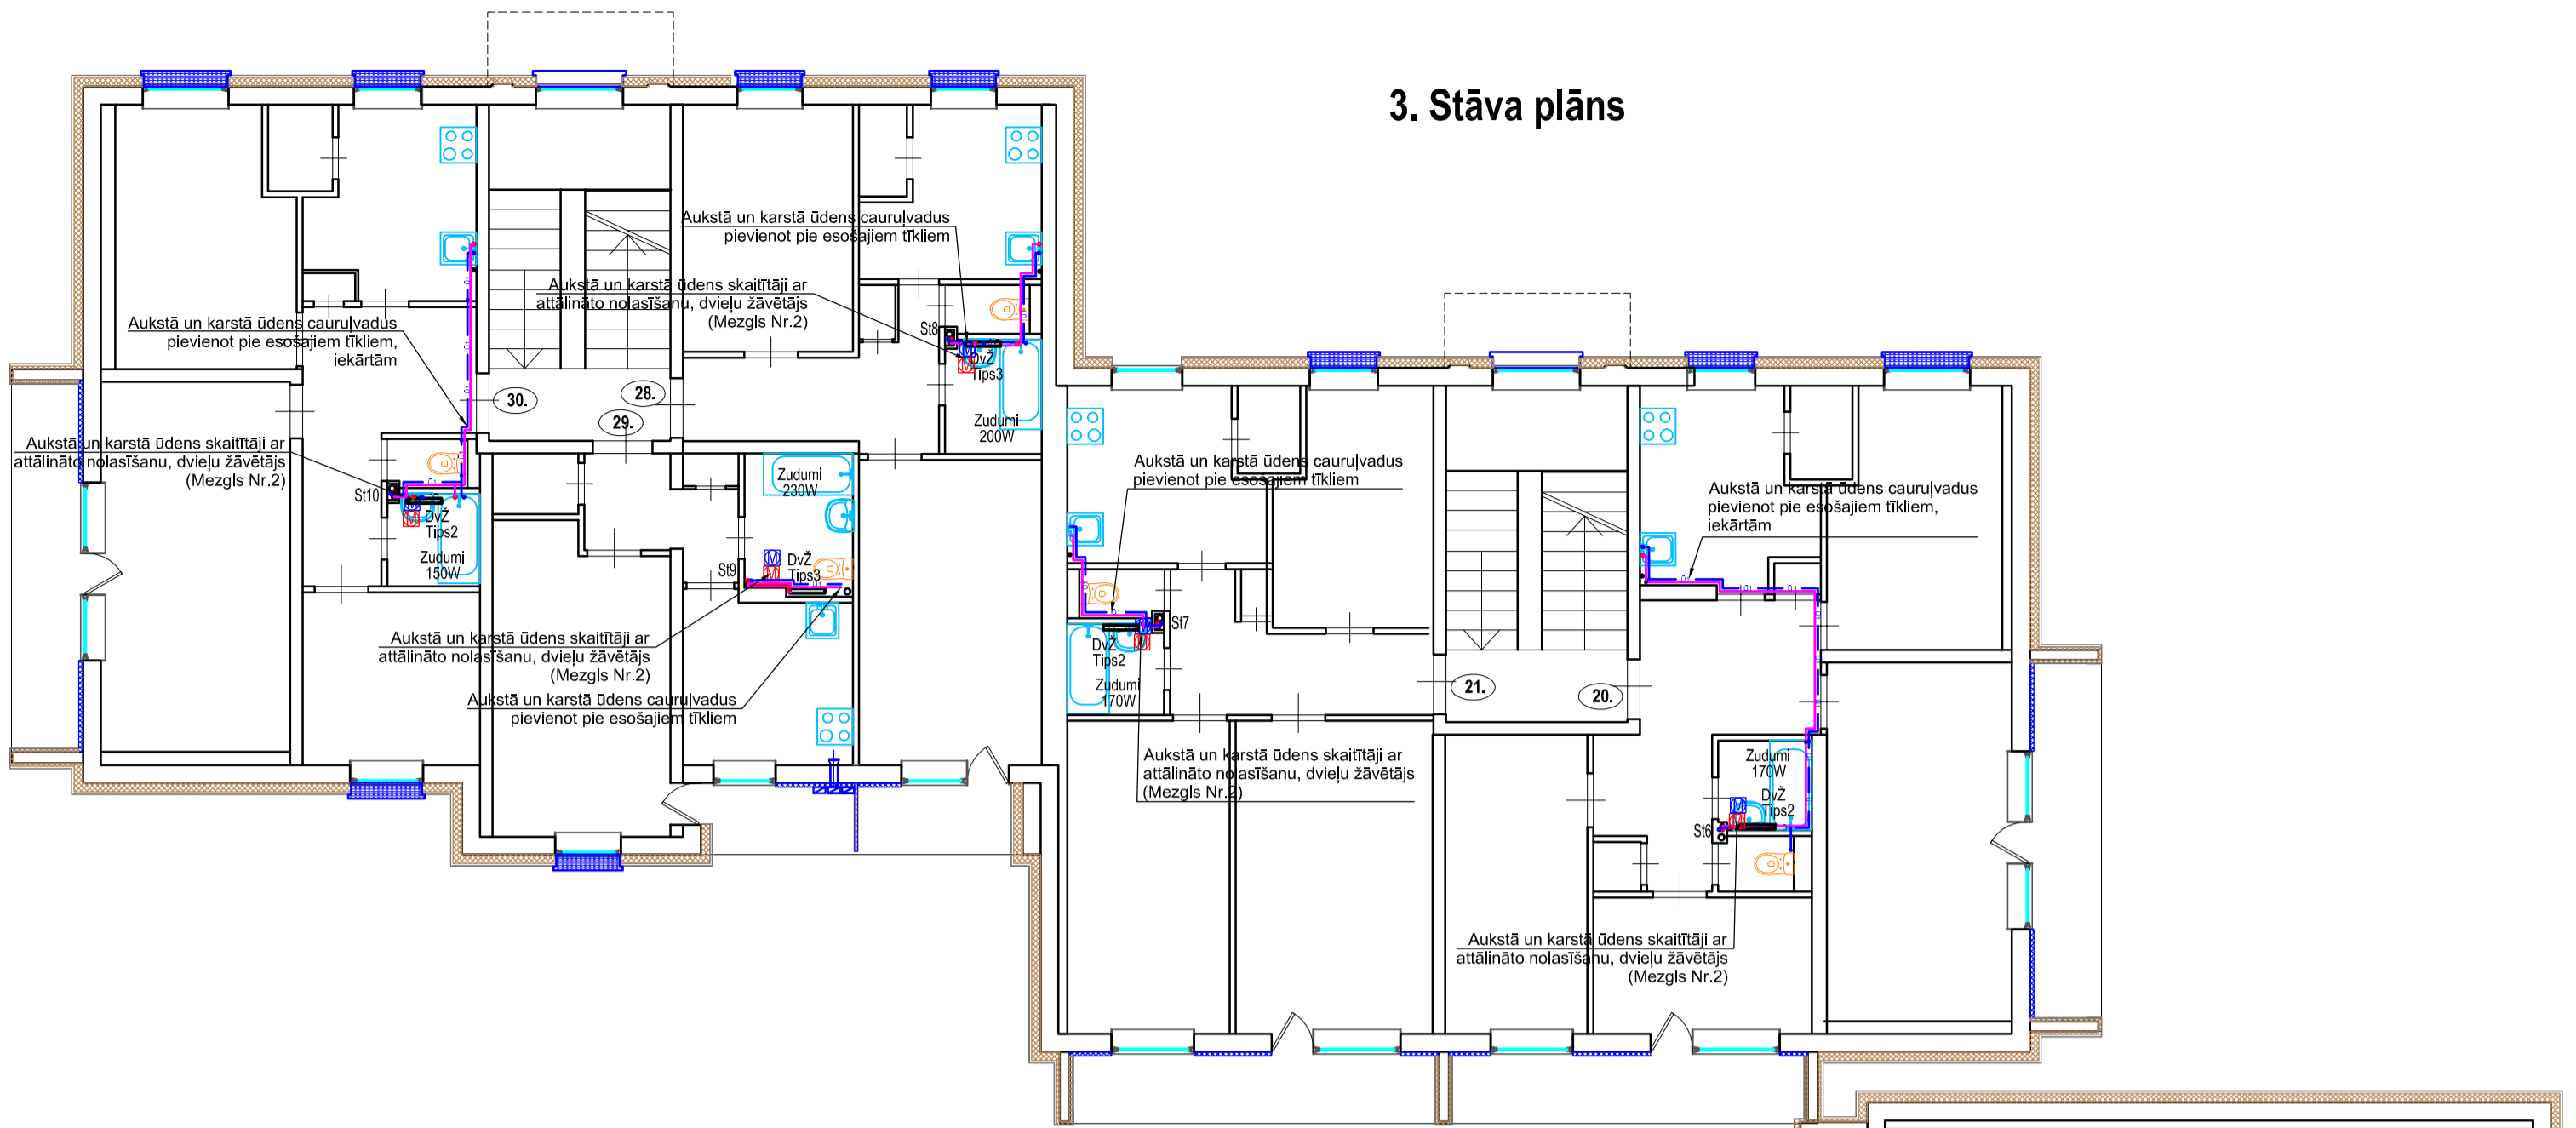 3. Stāva plāns
Aukstā un karstā ūdens cauruļvadus
pievienot pie esošajiem tīkliem
Aukstā un karstā ūdens skaitītāji ar
attālināto nolasīšanu, dvieļu žāvētājs
(Mezgls Nr.2)
St8
M
M
DvŽ
Tips3
Zudumi
200W
Aukstā un karstā ūdens cauruļvadus
pievienot pie esošajiem tīkliem,
iekārtām
30.
28.
29.
Aukstā un karstā ūdens skaitītāji ar
attālināto nolasīšanu, dvieļu žāvētājs
(Mezgls Nr.2)
St10
M
M
DvŽ
Tips2
Zudumi
150W
Zudumi
230W
St9
M
M
DvŽ
Tips3
Aukstā un karstā ūdens skaitītāji ar
attālināto nolasīšanu, dvieļu žāvētājs
(Mezgls Nr.2)
Aukstā un karstā ūdens cauruļvadus
pievienot pie esošajiem tīkliem
Aukstā un karstā ūdens cauruļvadus
pievienot pie esošajiem tīkliem
St7
M
M
DvŽ
Tips2
Zudumi
170W
21.
20.
Aukstā un karstā ūdens skaitītāji ar
attālināto nolasīšanu, dvieļu žāvētājs
(Mezgls Nr.2)
Aukstā un karstā ūdens cauruļvadus
pievienot pie esošajiem tīkliem,
iekārtām
Zudumi
170W
DvŽ
Tips2
M
M
St6
Aukstā un karstā ūdens skaitītāji ar
attālināto nolasīšanu, dvieļu žāvētājs
(Mezgls Nr.2)